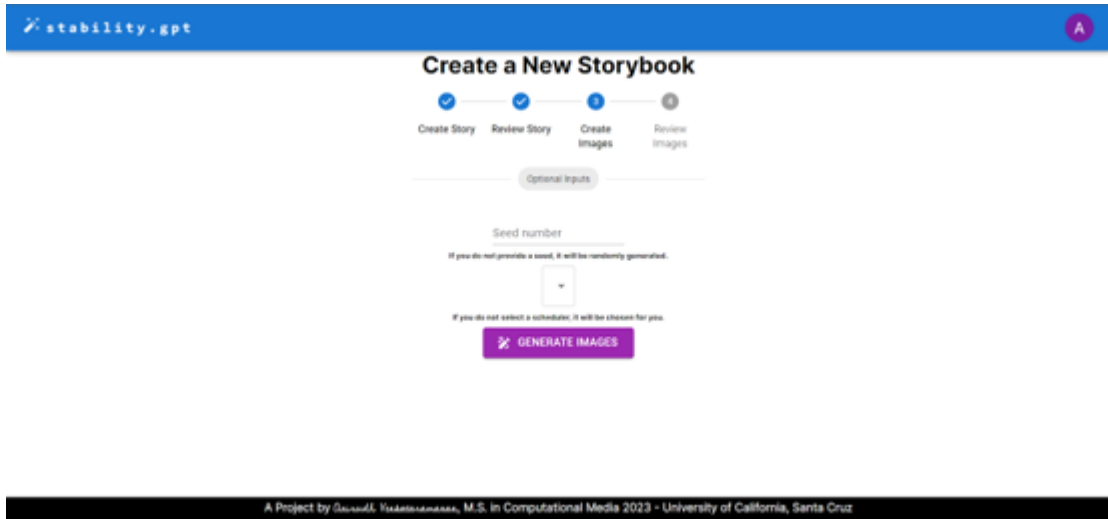 stability.gpt
A
Create a New Storybook
3
4
Create Story
Review Story
Create
Images
Review
Images
Optional Inputs
Seed number
If you do not provide a seed, it will be randomly generated.
If you do not select a scheduler, it will be chosen for you.
GENERATE IMAGES
A Project by M.S. in Computational Media 2023 - University of California, Santa Cruz